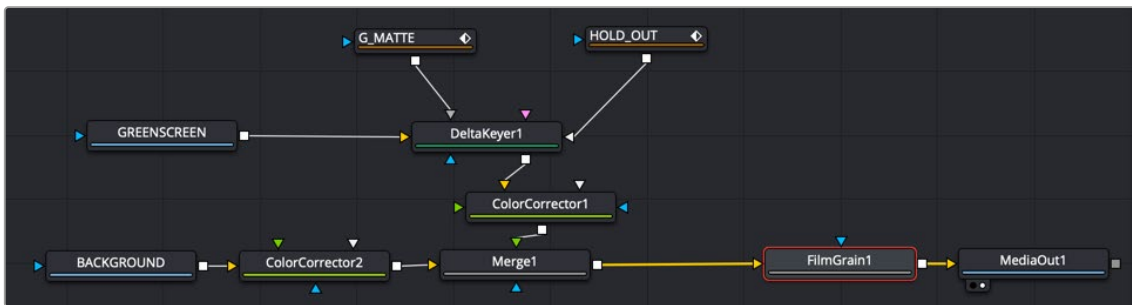 G_MATTE
HOLD_OUT
GREENSCREEN
DeltaKeyer1
ColorCorrector1
BACKGROUND
ColorCorrector2
Merge1
FilmGrain1
MediaOut1